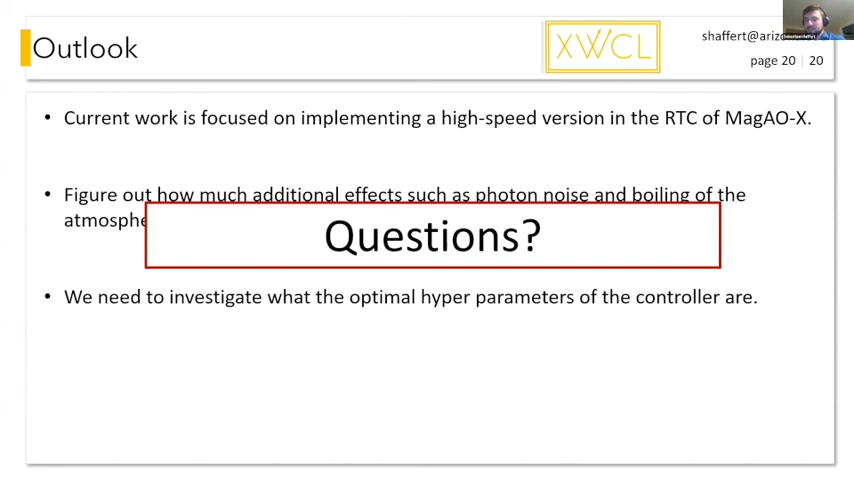 Outlook
XWCL
shaffert@ariz
page 20 | 20
• Current work is focused on implementing a high-speed version in the RTC of MagAO-X.
• Figure out how much additional effects such as photon noise and boiling of the
atmosphe
Questions?
• We need to investigate what the optimal hyper parameters of the controller are.